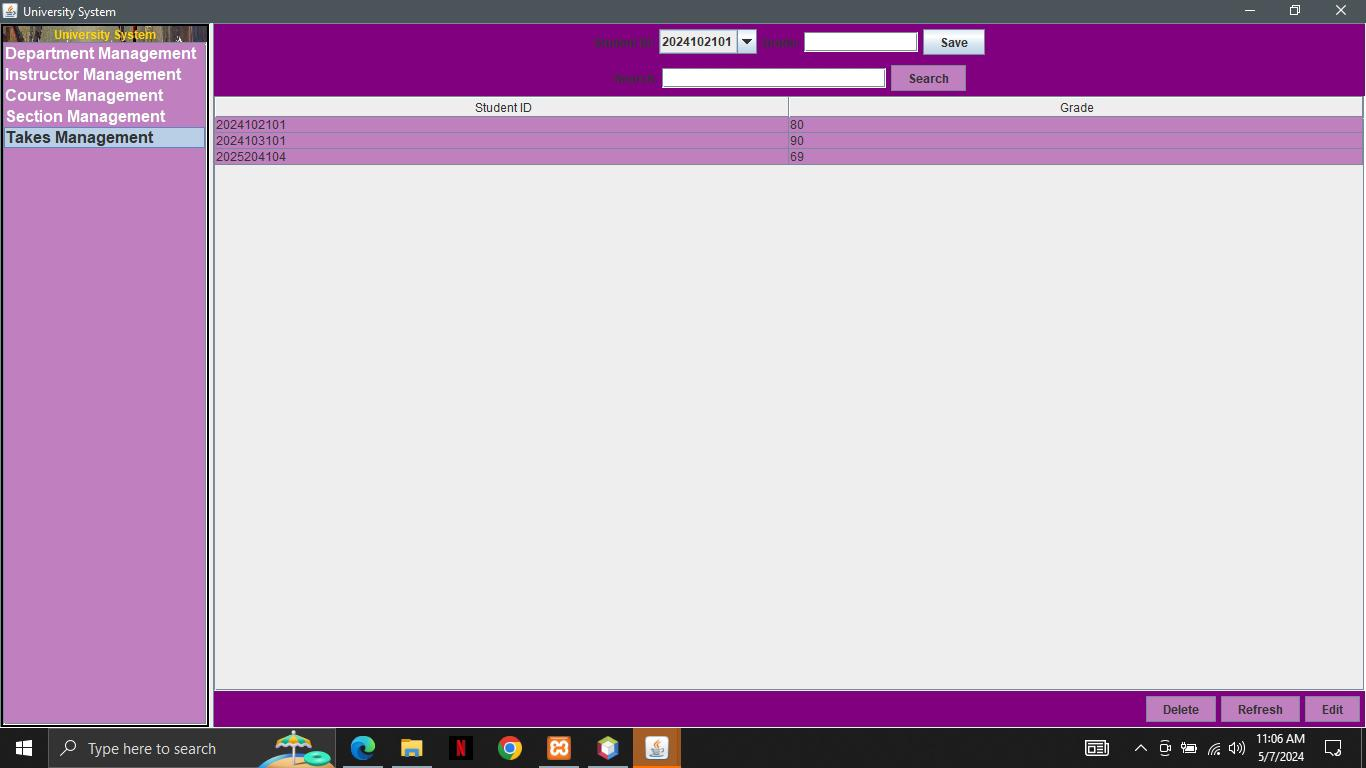 University System
University System
Department Management
Instructor Management
Course Management
Section Management
Takes Management
Student ID: 2024102101 Grade: Save
Search: Search
Student ID Grade
2024102101 80
2024103101 90
2025204104 69
Delete Refresh Edit
Type here to search
11:06 AM
5/7/2024